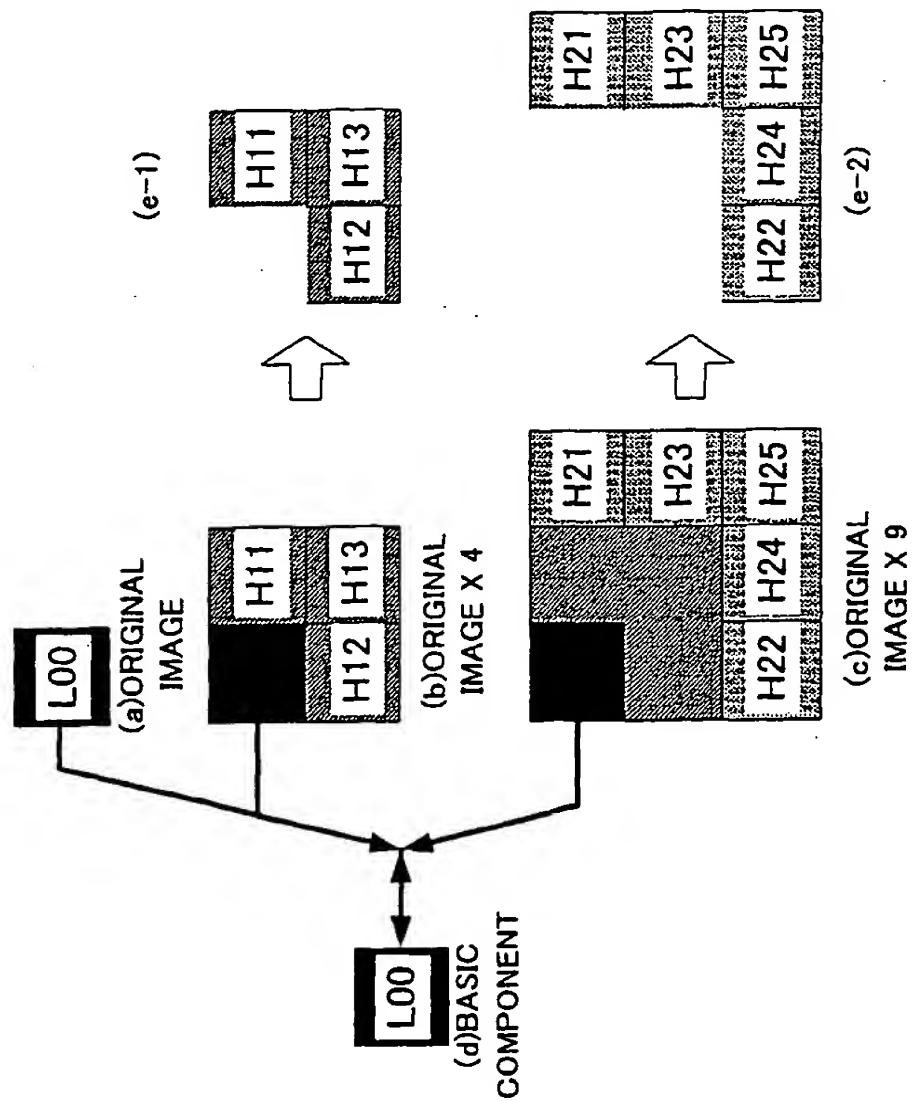 L00
(a)ORIGINAL
IMAGE
H11
H12
H13
(b)ORIGINAL
IMAGE X 4
(e-1)
H11
H12
H13
L00
(d)BASIC
COMPONENT
H21
H23
H22
H24
H25
(c)ORIGINAL
IMAGE X 9
H21
H23
H22
H24
H25
(e-2)